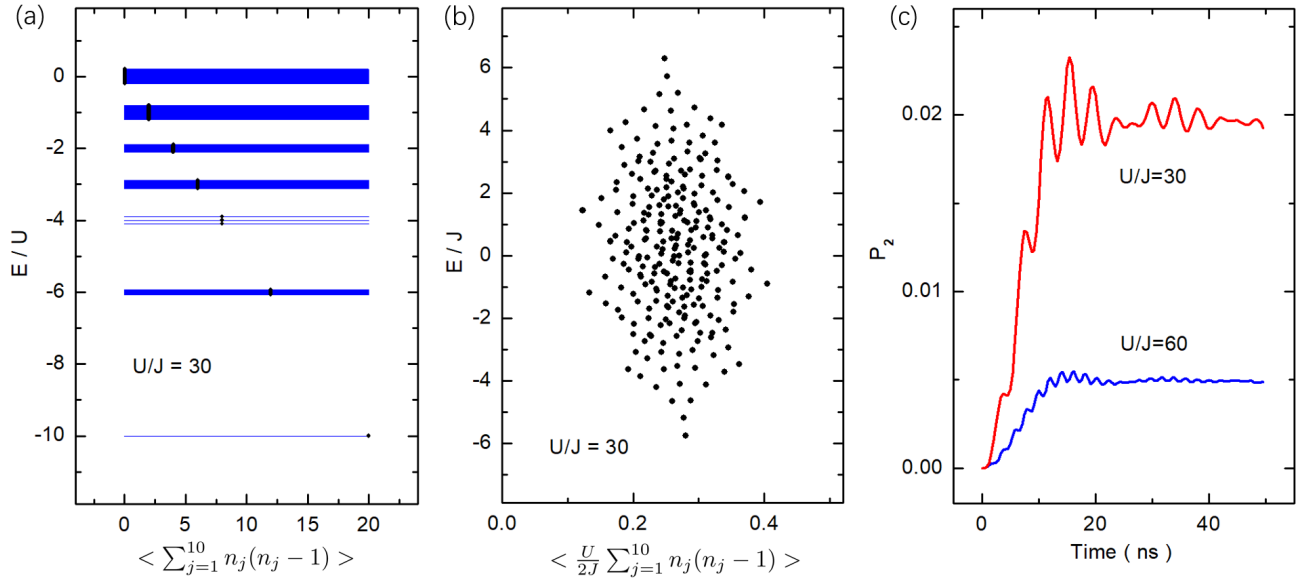 (a)
E / U
0
-2
-4
-6
-8
-10
U/J = 30
0 5 10 15 20
< ∑_{j=1}^{10} n_j(n_j − 1) >
(b)
E / J
6
4
2
0
-2
-4
-6
U/J = 30
0.0 0.2 0.4
< \frac{U}{2J} ∑_{j=1}^{10} n_j(n_j − 1) >
(c)
P₂
0.02
0.01
0.00
U/J=30
U/J=60
0 20 40
Time ( ns )